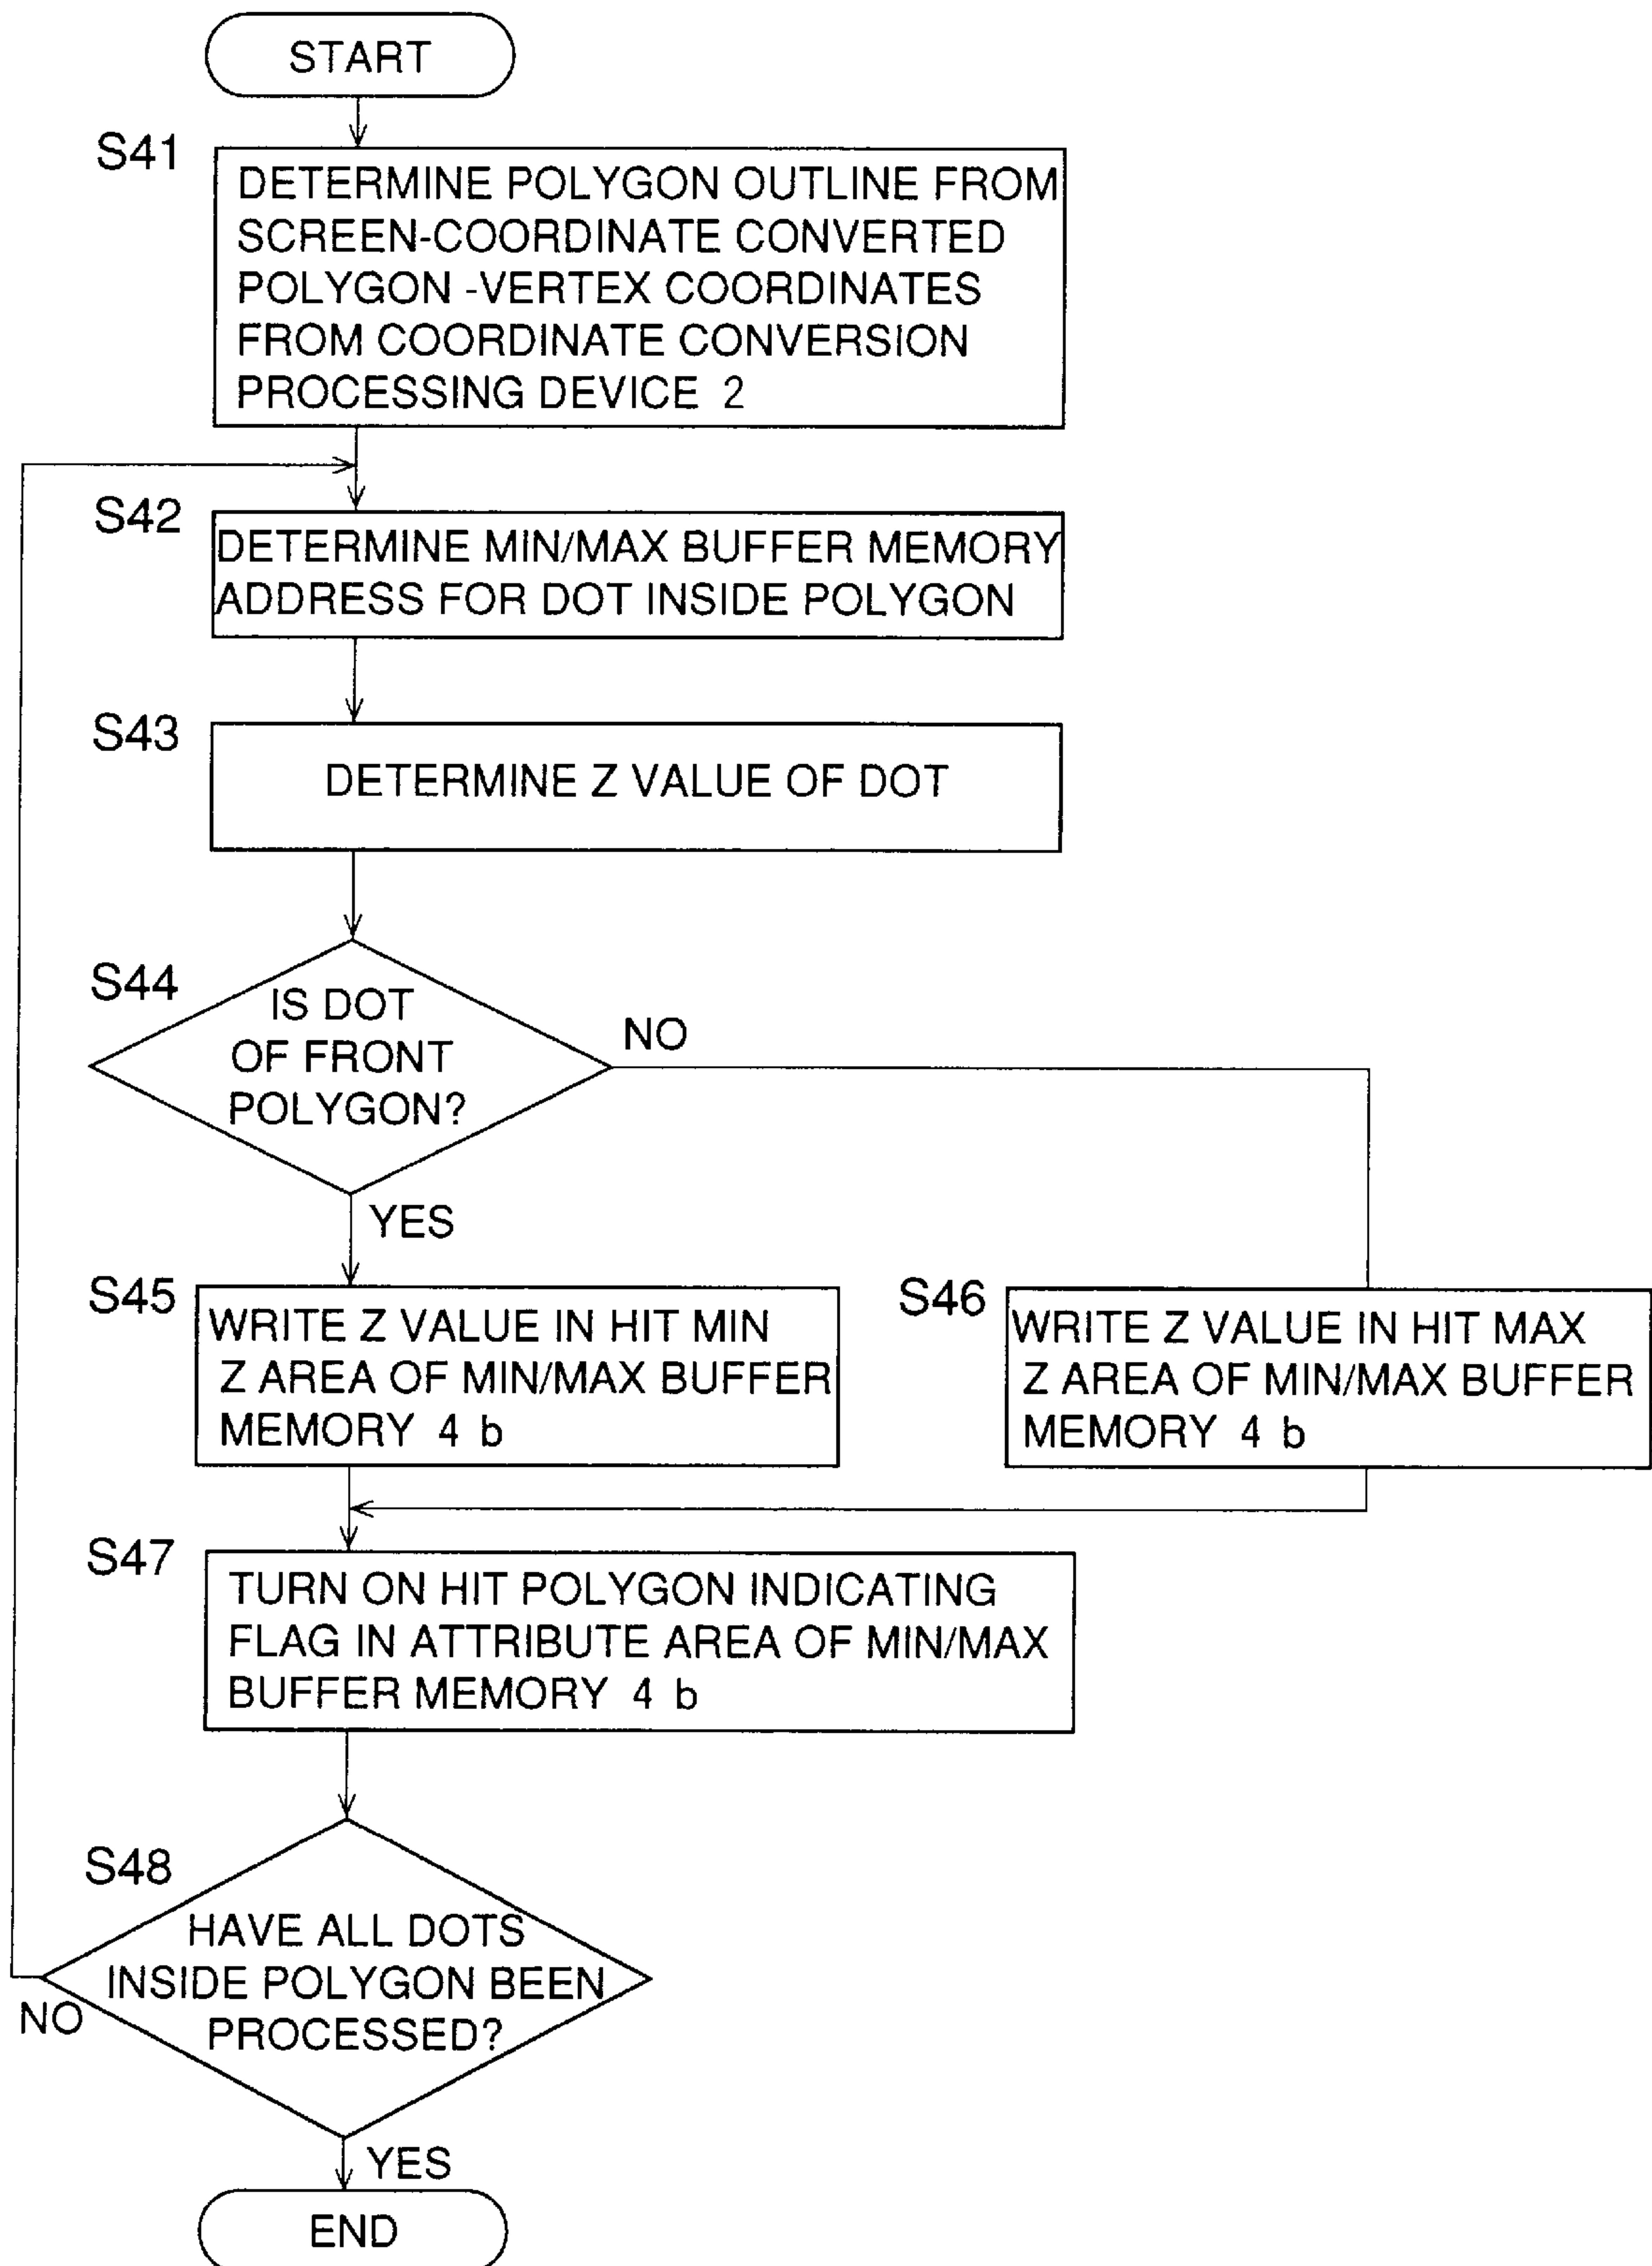 START
S41
DETERMINE POLYGON OUTLINE FROM
SCREEN-COORDINATE CONVERTED
POLYGON -VERTEX COORDINATES
FROM COORDINATE CONVERSION
PROCESSING DEVICE 2
S42
DETERMINE MIN/MAX BUFFER MEMORY
ADDRESS FOR DOT INSIDE POLYGON
S43
DETERMINE Z VALUE OF DOT
S44
IS DOT
OF FRONT
POLYGON?
NO
YES
S45
WRITE Z VALUE IN HIT MIN
Z AREA OF MIN/MAX BUFFER
MEMORY 4 b
S46
WRITE Z VALUE IN HIT MAX
Z AREA OF MIN/MAX BUFFER
MEMORY 4 b
S47
TURN ON HIT POLYGON INDICATING
FLAG IN ATTRIBUTE AREA OF MIN/MAX
BUFFER MEMORY 4 b
S48
HAVE ALL DOTS
INSIDE POLYGON BEEN
PROCESSED?
NO
YES
END